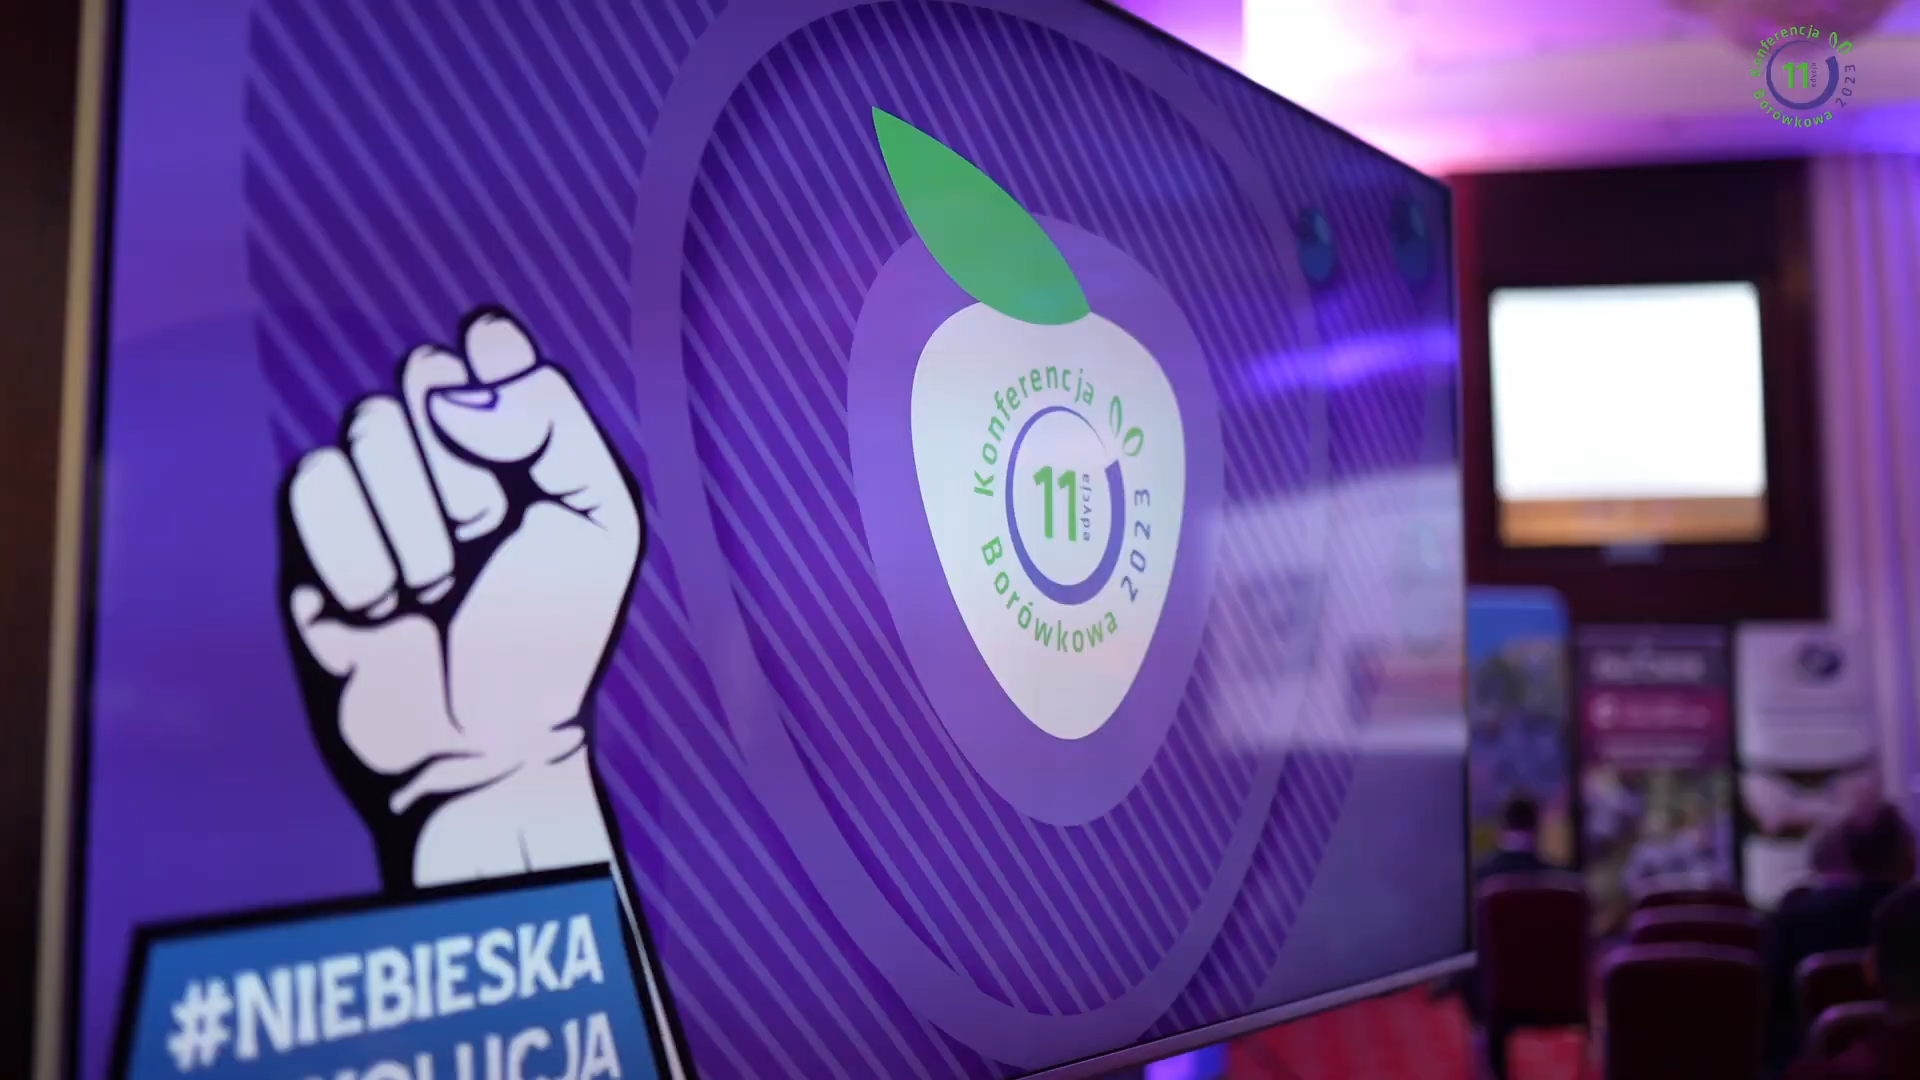 Konferencja
11 edycja
Borówkowa 2023
Konferencja
11 edycja
Borówkowa 2023
#NIEBIESKA